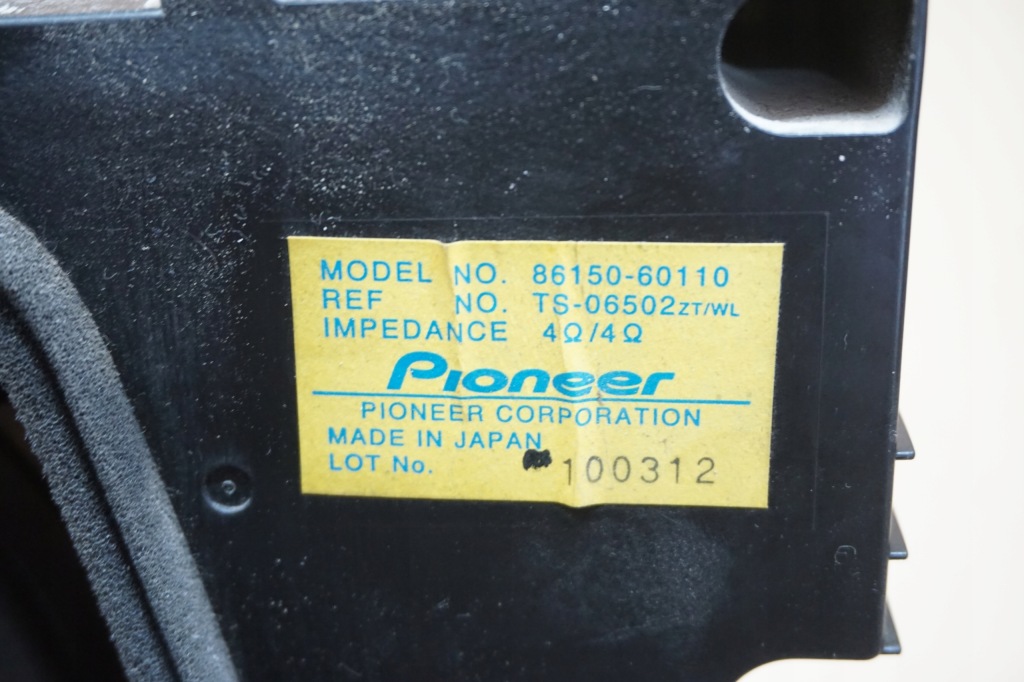 MODEL NO. 86150-60110
REF NO. TS-06502ZT/WL
IMPEDANCE 4Ω/4Ω
Pioneer
PIONEER CORPORATION
MADE IN JAPAN
LOT No. 100312